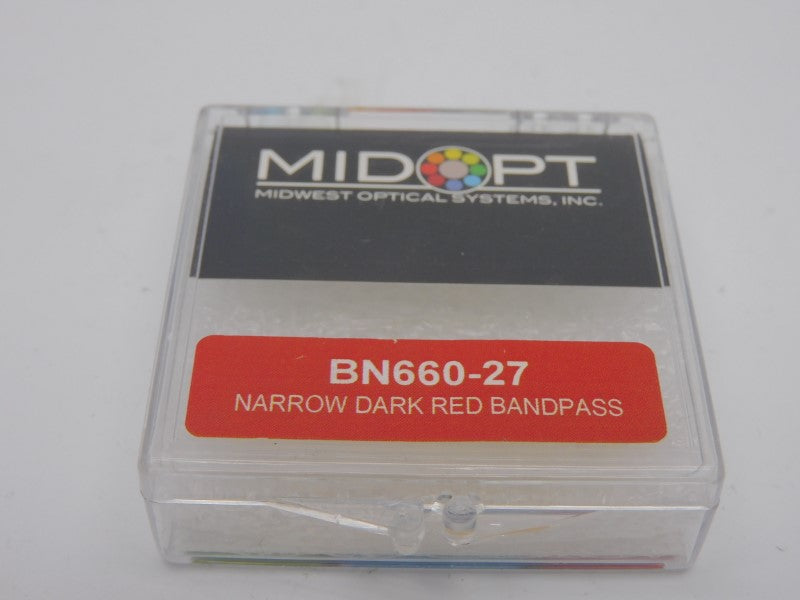 MIDOPT
MIDWEST OPTICAL SYSTEMS, INC.
BN660-27
NARROW DARK RED BANDPASS